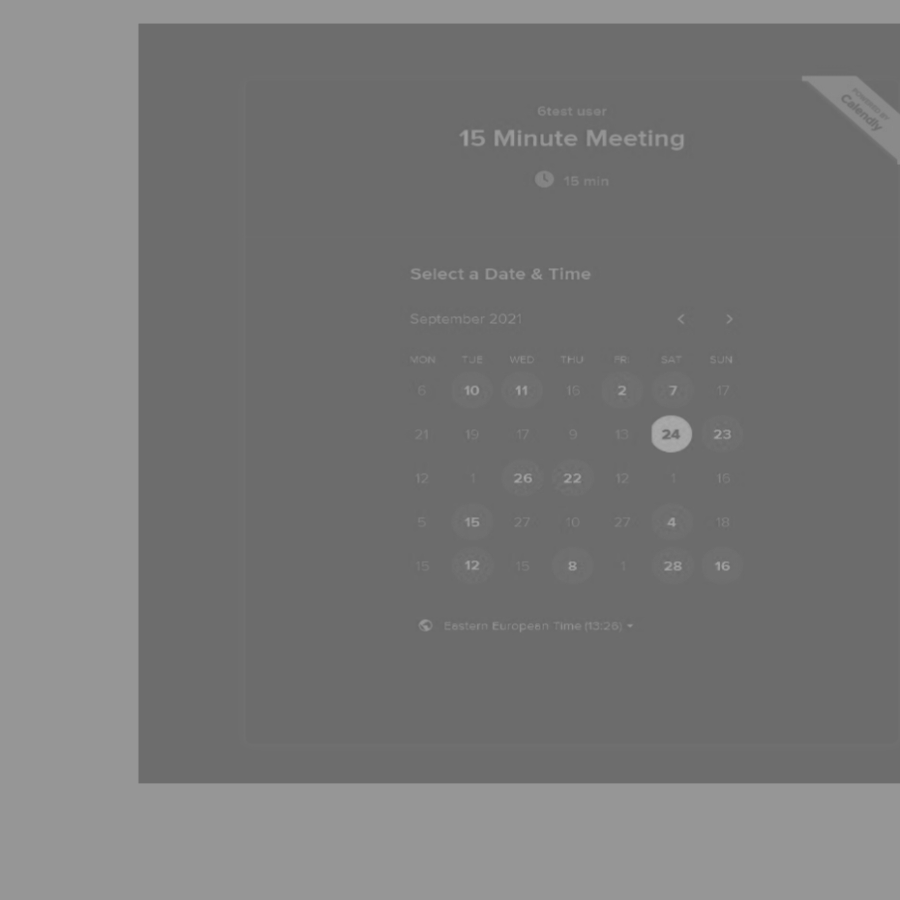 POWERED BY
Calendly
6test user
15 Minute Meeting
15 min
Select a Date & Time
September 2021
MON TUE WED THU FRI SAT SUN
6 10 11 16 2 7 17
21 19 17 9 13 24 23
12 1 26 22 12 1 16
5 15 27 10 27 4 18
15 12 15 8 1 28 16
Eastern European Time (13:26)